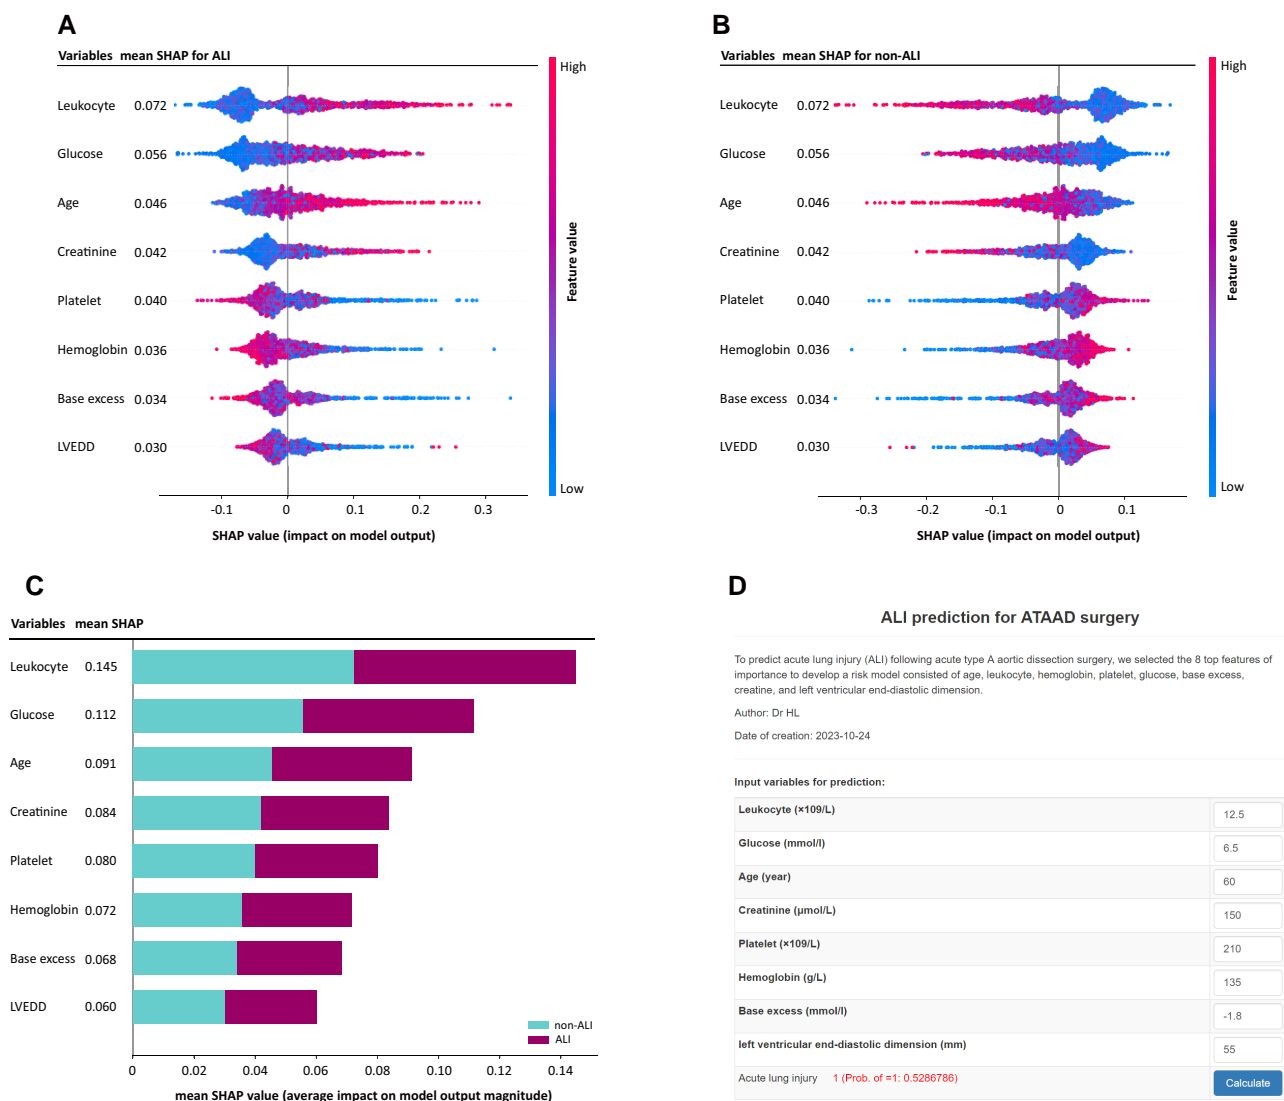 A
Variables mean SHAP for ALI
High
Leukocyte 0.072
Glucose 0.056
Age 0.046
Creatinine 0.042
Platelet 0.040
Hemoglobin 0.036
Base excess 0.034
LVEDD 0.030
Feature value
Low
-0.1 0 0.1 0.2 0.3
SHAP value (impact on model output)
B
Variables mean SHAP for non-ALI
High
Leukocyte 0.072
Glucose 0.056
Age 0.046
Creatinine 0.042
Platelet 0.040
Hemoglobin 0.036
Base excess 0.034
LVEDD 0.030
Feature value
Low
-0.3 -0.2 -0.1 0 0.1
SHAP value (impact on model output)
C
Variables mean SHAP
Leukocyte 0.145
Glucose 0.112
Age 0.091
Creatinine 0.084
Platelet 0.080
Hemoglobin 0.072
Base excess 0.068
LVEDD 0.060
non-ALI
ALI
0 0.02 0.04 0.06 0.08 0.10 0.12 0.14
mean SHAP value (average impact on model output magnitude)
D
ALI prediction for ATAAD surgery
To predict acute lung injury (ALI) following acute type A aortic dissection surgery, we selected the 8 top features of
importance to develop a risk model consisted of age, leukocyte, hemoglobin, platelet, glucose, base excess,
creatine, and left ventricular end-diastolic dimension.
Author: Dr HL
Date of creation: 2023-10-24
Input variables for prediction:
Leukocyte (×109/L) 12.5
Glucose (mmol/l) 6.5
Age (year) 60
Creatinine (μmol/L) 150
Platelet (×109/L) 210
Hemoglobin (g/L) 135
Base excess (mmol/l) -1.8
left ventricular end-diastolic dimension (mm) 55
Acute lung injury 1 (Prob. of =1: 0.5286786) Calculate